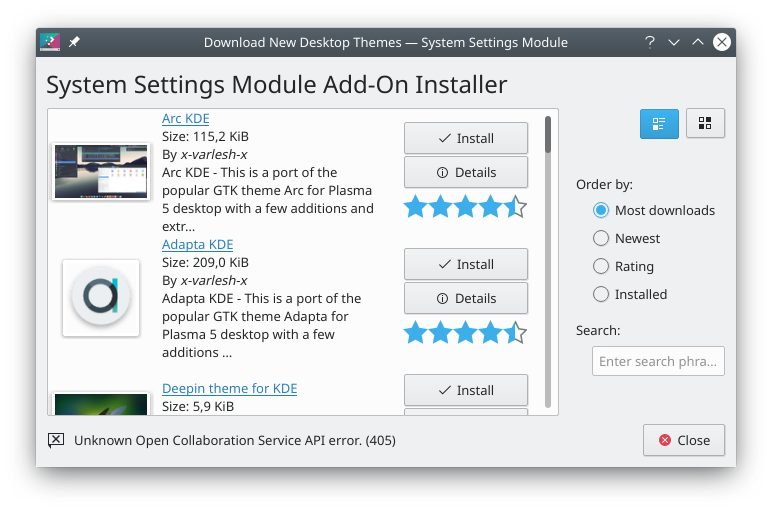 Download New Desktop Themes — System Settings Module
System Settings Module Add-On Installer
Arc KDE
Size: 115,2 KiB
By x-varlesh-x
Arc KDE - This is a port of the
popular GTK theme Arc for Plasma
5 desktop with a few additions and
extr...
Install
Details
Adapta KDE
Size: 209,0 KiB
By x-varlesh-x
Adapta KDE - This is a port of the
popular GTK theme Adapta for
Plasma 5 desktop with a few
additions ...
Install
Details
Deepin theme for KDE
Size: 5,9 KiB
Install
Order by:
Most downloads
Newest
Rating
Installed
Search:
Enter search phra...
Unknown Open Collaboration Service API error. (405)
Close